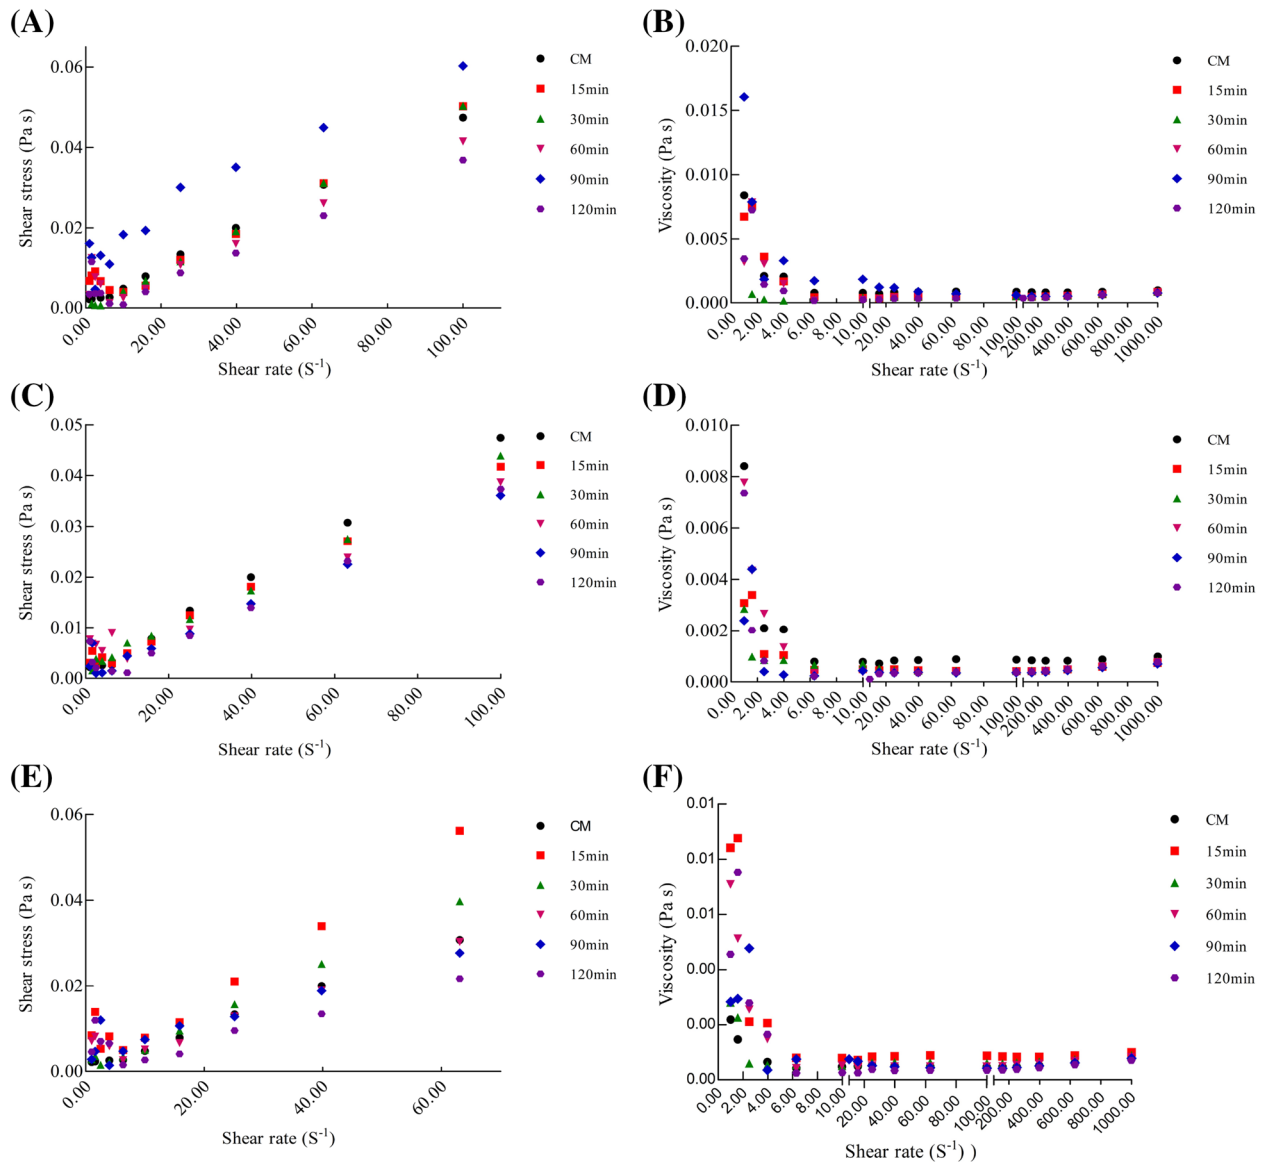 (A)
Shear stress (Pa s)
0.06
0.04
0.02
0.00
0.00 20.00 40.00 60.00 80.00 100.00
Shear rate (S-1)
CM
15min
30min
60min
90min
120min
(B)
Viscosity (Pa s)
0.020
0.015
0.010
0.005
0.000
0.00 2.00 4.00 6.00 8.00 10.00 20.00 40.00 60.00 80.00 100.00 200.00 400.00 600.00 800.00 1000.00
Shear rate (S-1)
CM
15min
30min
60min
90min
120min
(C)
Shear stress (Pa s)
0.05
0.04
0.03
0.02
0.01
0.00
0.00 20.00 40.00 60.00 80.00 100.00
Shear rate (S-1)
CM
15min
30min
60min
90min
120min
(D)
Viscosity (Pa s)
0.010
0.008
0.006
0.004
0.002
0.000
0.00 2.00 4.00 6.00 8.00 10.00 20.00 40.00 60.00 80.00 100.00 200.00 400.00 600.00 800.00 1000.00
Shear rate (S-1)
CM
15min
30min
60min
90min
120min
(E)
Shear stress (Pa s)
0.06
0.04
0.02
0.00
0.00 20.00 40.00 60.00
Shear rate (S-1)
CM
15min
30min
60min
90min
120min
(F)
Viscosity (Pa s)
0.01
0.01
0.01
0.00
0.00
0.00
0.00 2.00 4.00 6.00 8.00 10.00 20.00 40.00 60.00 80.00 100.00 200.00 400.00 600.00 800.00 1000.00
Shear rate (S-1) )
CM
15min
30min
60min
90min
120min